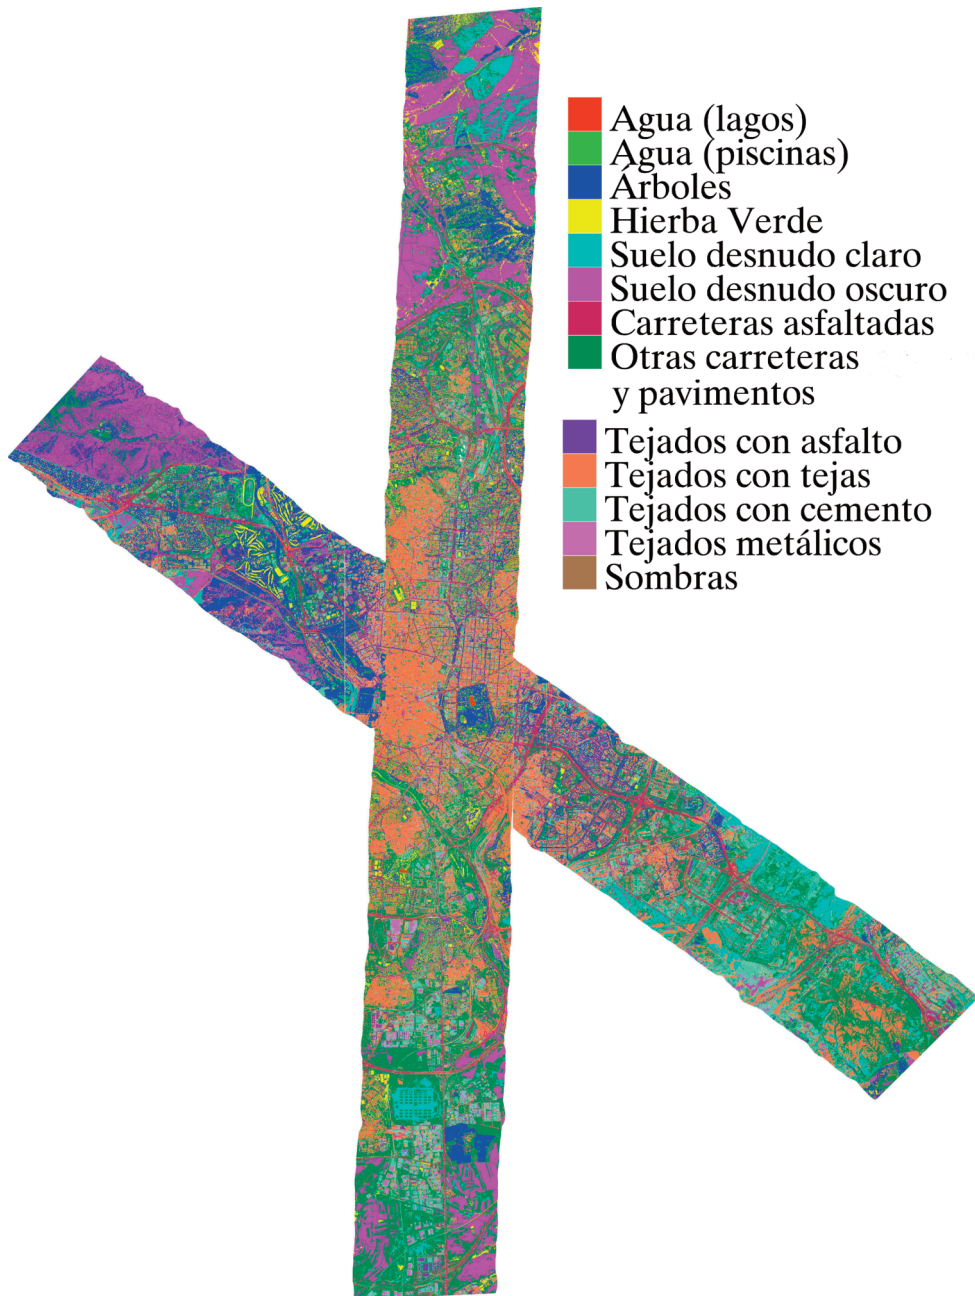 Agua (lagos)
Agua (piscinas)
Árboles
Hierba Verde
Suelo desnudo claro
Suelo desnudo oscuro
Carreteras asfaltadas
Otras carreteras
y pavimentos
Tejados con asfalto
Tejados con tejas
Tejados con cemento
Tejados metálicos
Sombras